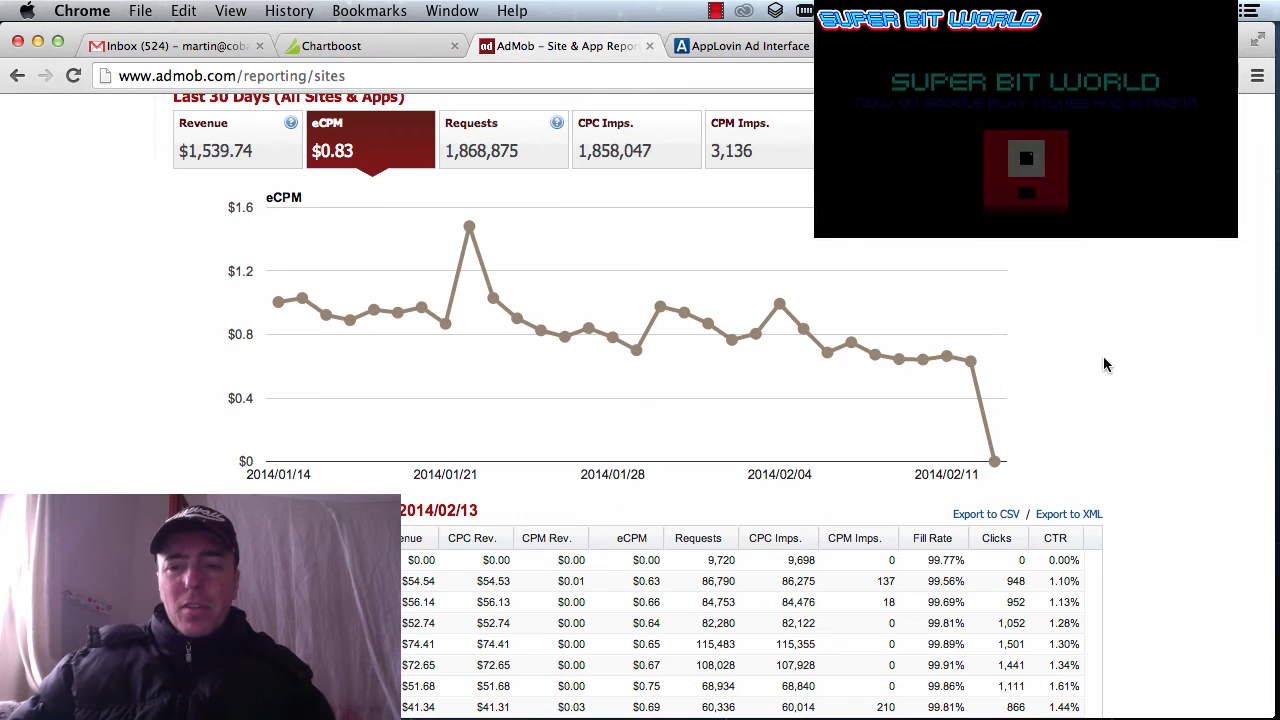 Chrome File Edit View History Bookmarks Window Help
SUPER BIT WORLD
Inbox (524) – martin@coba
Chartboost
AdMob – Site & App Repor
AppLovin Ad Interface
www.admob.com/reporting/sites
SUPER BIT WORLD
NOW ON GOOGLE PLAY ITUNES AND AMAZON
Last 30 Days (All Sites & Apps)
Revenue eCPM Requests CPC Imps. CPM Imps.
$1,539.74 $0.83 1,868,875 1,858,047 3,136
eCPM
$1.6
$1.2
$0.8
$0.4
$0
2014/01/14 2014/01/21 2014/01/28 2014/02/04 2014/02/11
2014/02/13
Export to CSV / Export to XML
enue CPC Rev. CPM Rev. eCPM Requests CPC Imps. CPM Imps. Fill Rate Clicks CTR
$0.00 $0.00 $0.00 $0.00 9,720 9,698 0 99.77% 0 0.00%
$54.54 $54.53 $0.01 $0.63 86,790 86,275 137 99.56% 948 1.10%
$56.14 $56.13 $0.00 $0.66 84,753 84,476 18 99.69% 952 1.13%
$52.74 $52.74 $0.00 $0.64 82,280 82,122 0 99.81% 1,052 1.28%
$74.41 $74.41 $0.00 $0.65 115,483 115,355 0 99.89% 1,501 1.30%
$72.65 $72.65 $0.00 $0.67 108,028 107,928 0 99.91% 1,441 1.34%
$51.68 $51.68 $0.00 $0.75 68,934 68,840 0 99.86% 1,111 1.61%
$41.34 $41.31 $0.03 $0.69 60,336 60,014 210 99.81% 866 1.44%